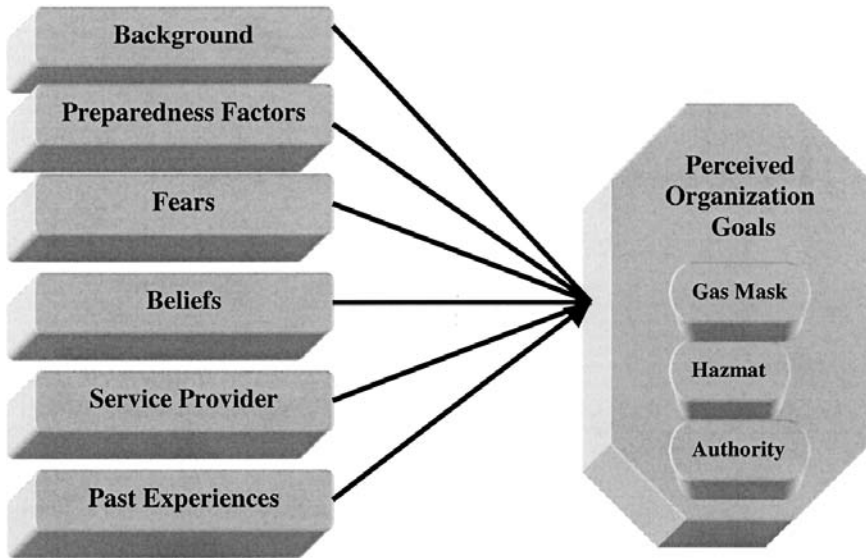 Background
Preparedness Factors
Fears
Beliefs
Service Provider
Past Experiences
Perceived
Organization
Goals
Gas Mask
Hazmat
Authority